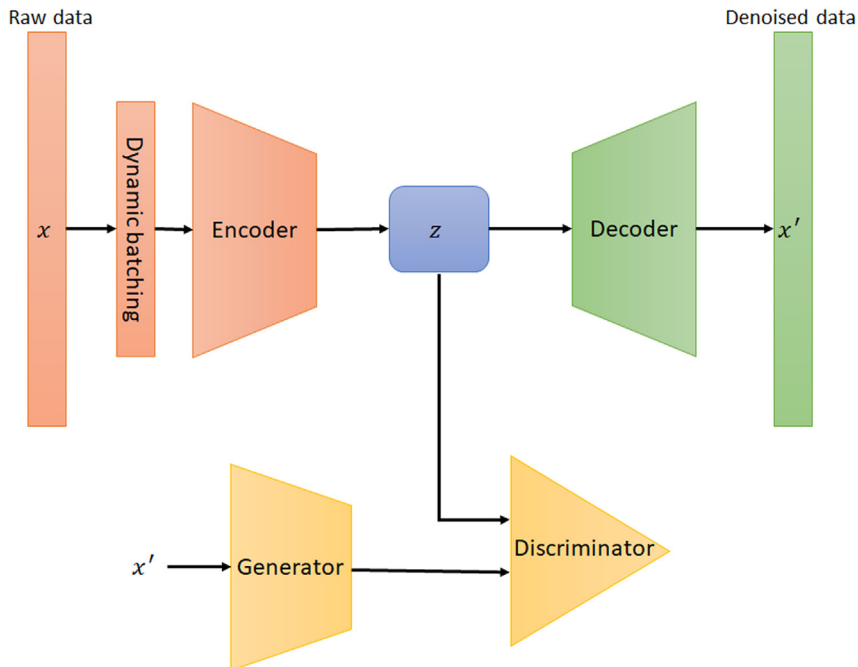 Raw data
Denoised data
x
Dynamic batching
Encoder
z
Decoder
x′
x′
Generator
Discriminator